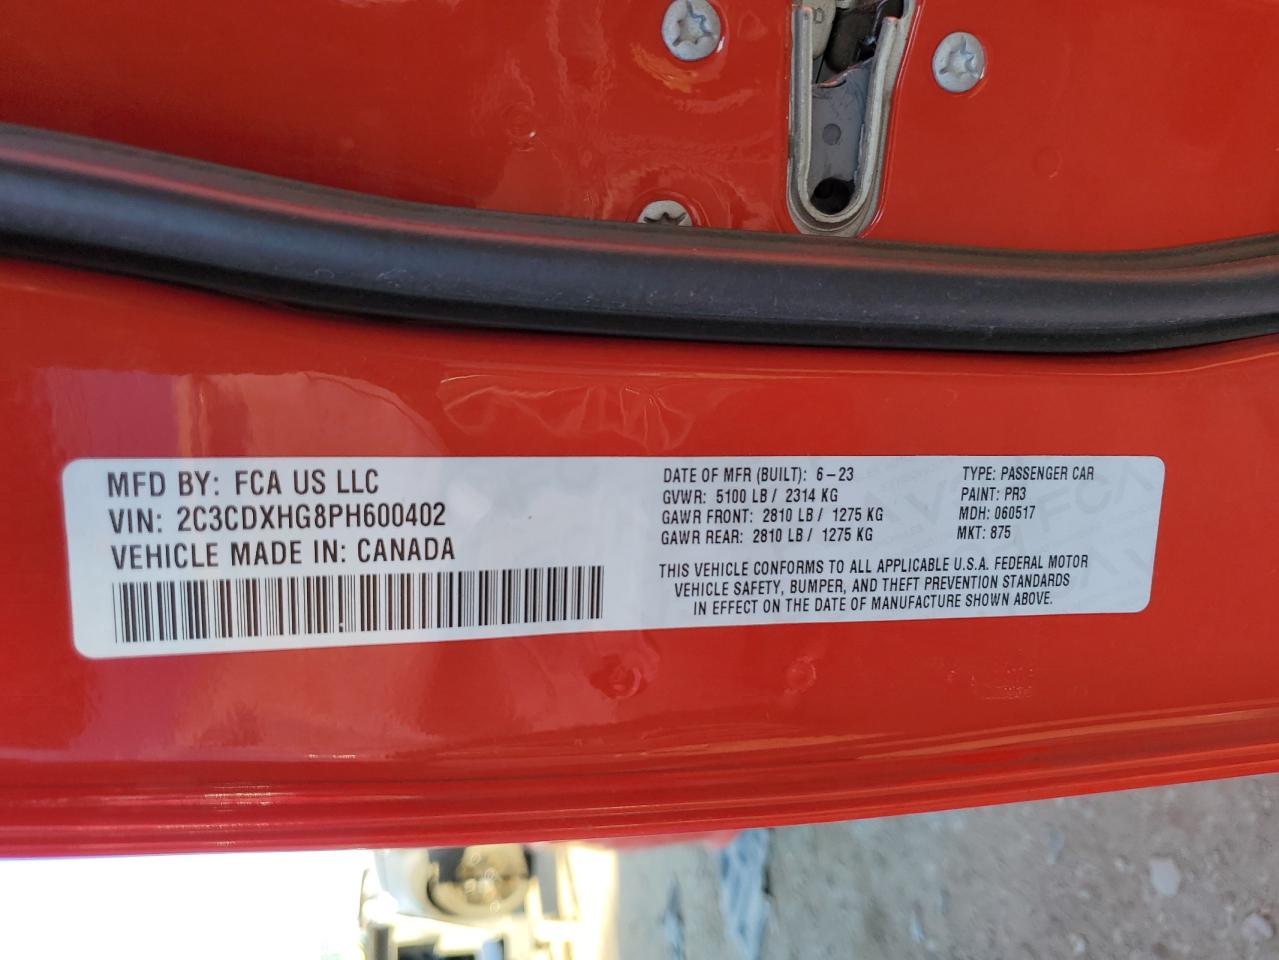 MFD BY: FCA US LLC
VIN: 2C3CDXHG8PH600402
VEHICLE MADE IN: CANADA
DATE OF MFR (BUILT): 6-23
GVWR: 5100 LB / 2314 KG
GAWR FRONT: 2810 LB / 1275 KG
GAWR REAR: 2810 LB / 1275 KG
TYPE: PASSENGER CAR
PAINT: PR3
MDH: 060517
MKT: 875
THIS VEHICLE CONFORMS TO ALL APPLICABLE U.S.A. FEDERAL MOTOR
VEHICLE SAFETY, BUMPER, AND THEFT PREVENTION STANDARDS
IN EFFECT ON THE DATE OF MANUFACTURE SHOWN ABOVE.